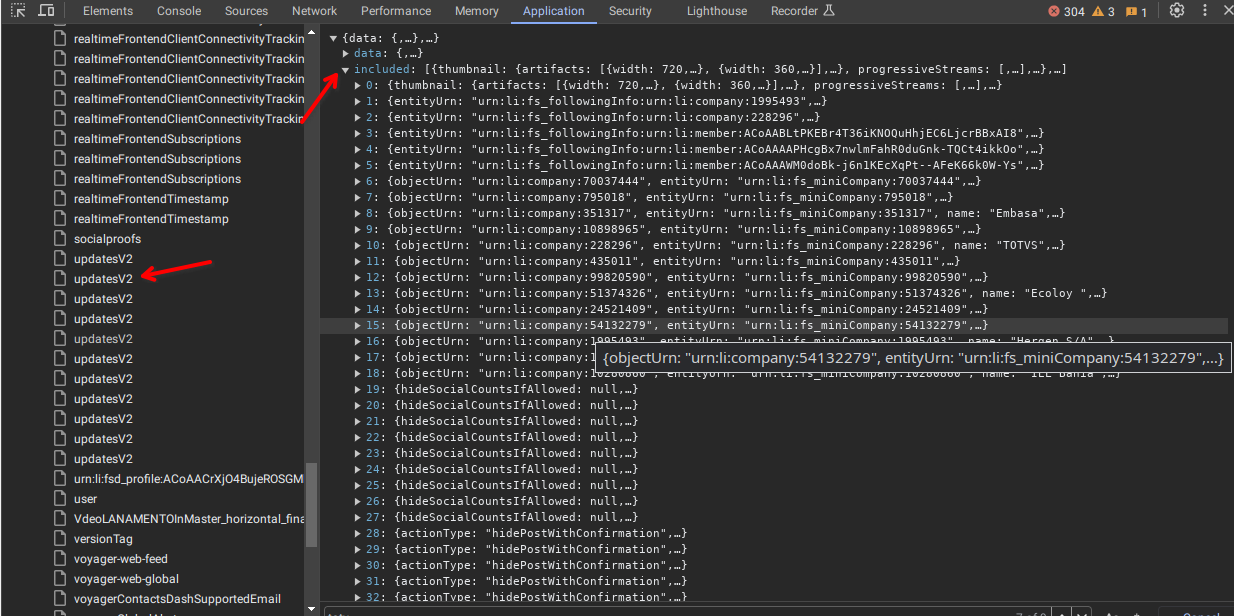 Elements Console Sources Network Performance Memory Application Security Lighthouse Recorder 304 3 1
realtimeFrontendClientConnectivityTrackin
realtimeFrontendClientConnectivityTrackin
realtimeFrontendClientConnectivityTrackin
realtimeFrontendClientConnectivityTrackin
realtimeFrontendClientConnectivityTrackin
realtimeFrontendSubscriptions
realtimeFrontendSubscriptions
realtimeFrontendSubscriptions
realtimeFrontendTimestamp
realtimeFrontendTimestamp
socialproofs
updatesV2
updatesV2
updatesV2
updatesV2
updatesV2
updatesV2
updatesV2
updatesV2
updatesV2
updatesV2
updatesV2
urn:li:fsd_profile:ACoAACrXjO4BujeROSGM
user
VdeoLANAMENTOInMaster_horizontal_fina
versionTag
voyager-web-feed
voyager-web-global
voyagerContactsDashSupportedEmail
{data: {,…},…}
data: {,…}
included: [{thumbnail: {artifacts: [{width: 720,…}, {width: 360,…}],…}, progressiveStreams: [,…],…},…]
0: {thumbnail: {artifacts: [{width: 720,…}, {width: 360,…}],…}, progressiveStreams: [,…],…}
1: {entityUrn: "urn:li:fs_followingInfo:urn:li:company:1995493",…}
2: {entityUrn: "urn:li:fs_followingInfo:urn:li:company:228296",…}
3: {entityUrn: "urn:li:fs_followingInfo:urn:li:member:ACoAABLtPKEBr4T36iKNOQuHhjEC6LjcrBBxAI8",…}
4: {entityUrn: "urn:li:fs_followingInfo:urn:li:member:ACoAAAAPHcgBx7nwlmFahR0duGnk-TQCt4ikkOo",…}
5: {entityUrn: "urn:li:fs_followingInfo:urn:li:member:ACoAAAWM0doBk-j6n1KEcXqPt--AFeK66k0W-Ys",…}
6: {objectUrn: "urn:li:company:70037444", entityUrn: "urn:li:fs_miniCompany:70037444",…}
7: {objectUrn: "urn:li:company:795018", entityUrn: "urn:li:fs_miniCompany:795018",…}
8: {objectUrn: "urn:li:company:351317", entityUrn: "urn:li:fs_miniCompany:351317", name: "Embasa",…}
9: {objectUrn: "urn:li:company:10898965", entityUrn: "urn:li:fs_miniCompany:10898965",…}
10: {objectUrn: "urn:li:company:228296", entityUrn: "urn:li:fs_miniCompany:228296", name: "TOTVS",…}
11: {objectUrn: "urn:li:company:435011", entityUrn: "urn:li:fs_miniCompany:435011",…}
12: {objectUrn: "urn:li:company:99820590", entityUrn: "urn:li:fs_miniCompany:99820590",…}
13: {objectUrn: "urn:li:company:51374326", entityUrn: "urn:li:fs_miniCompany:51374326", name: "Ecoloy ",…}
14: {objectUrn: "urn:li:company:24521409", entityUrn: "urn:li:fs_miniCompany:24521409",…}
15: {objectUrn: "urn:li:company:54132279", entityUrn: "urn:li:fs_miniCompany:54132279",…}
16: {objectUrn: "urn:li:company:1995493", entityUrn: "urn:li:fs_miniCompany:1995493", name: "Hergen S/A",…}
{objectUrn: "urn:li:company:54132279", entityUrn: "urn:li:fs_miniCompany:54132279",…}
17: {objectUrn: "urn:li:company:1
18: {objectUrn: "urn:li:company:10280860", entityUrn: "urn:li:fs_miniCompany:10280860", name: "IEL Bahia",…}
19: {hideSocialCountsIfAllowed: null,…}
20: {hideSocialCountsIfAllowed: null,…}
21: {hideSocialCountsIfAllowed: null,…}
22: {hideSocialCountsIfAllowed: null,…}
23: {hideSocialCountsIfAllowed: null,…}
24: {hideSocialCountsIfAllowed: null,…}
25: {hideSocialCountsIfAllowed: null,…}
26: {hideSocialCountsIfAllowed: null,…}
27: {hideSocialCountsIfAllowed: null,…}
28: {actionType: "hidePostWithConfirmation",…}
29: {actionType: "hidePostWithConfirmation",…}
30: {actionType: "hidePostWithConfirmation",…}
31: {actionType: "hidePostWithConfirmation",…}
32: {actionType: "hidePostWithConfirmation",…}